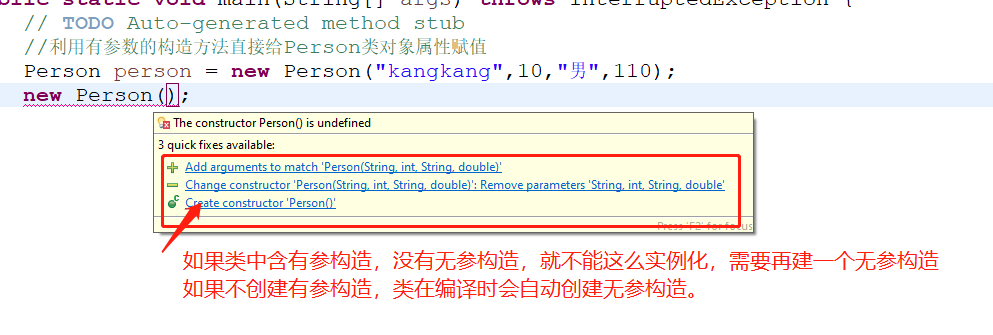 public static void main(String[] args) throws InterruptedException {
// TODO Auto-generated method stub
//利用有参数的构造方法直接给Person类对象属性赋值
Person person = new Person("kangkang",10,"男",110);
new Person();
The constructor Person() is undefined
3 quick fixes available:
Add arguments to match 'Person(String, int, String, double)'
Change constructor 'Person(String, int, String, double)': Remove parameters 'String, int, String, double'
Create constructor 'Person()'
Press 'F2' for focus
如果类中含有参构造，没有无参构造，就不能这么实例化，需要再建一个无参构造
如果不创建有参构造，类在编译时会自动创建无参构造。